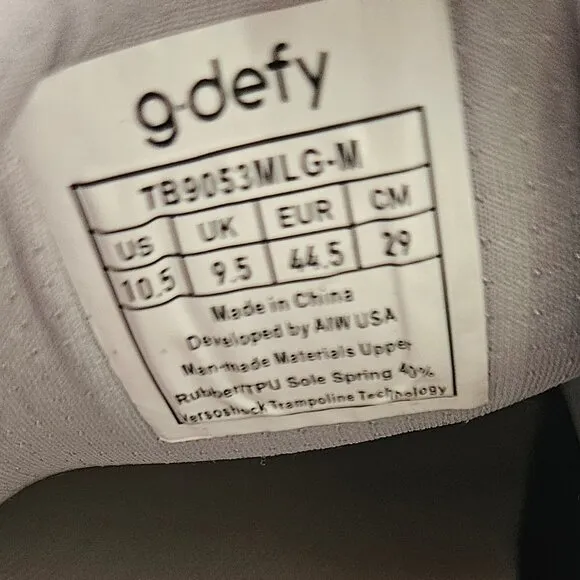 g-defy
TB9053MLG-M
US UK EUR CM
10.5 9.5 44.5 29
Made in China
Developed by AIW USA
Man-made Materials Upper
Rubber/TPU Sole Spring 40%
Versoshock Trampoline Technology